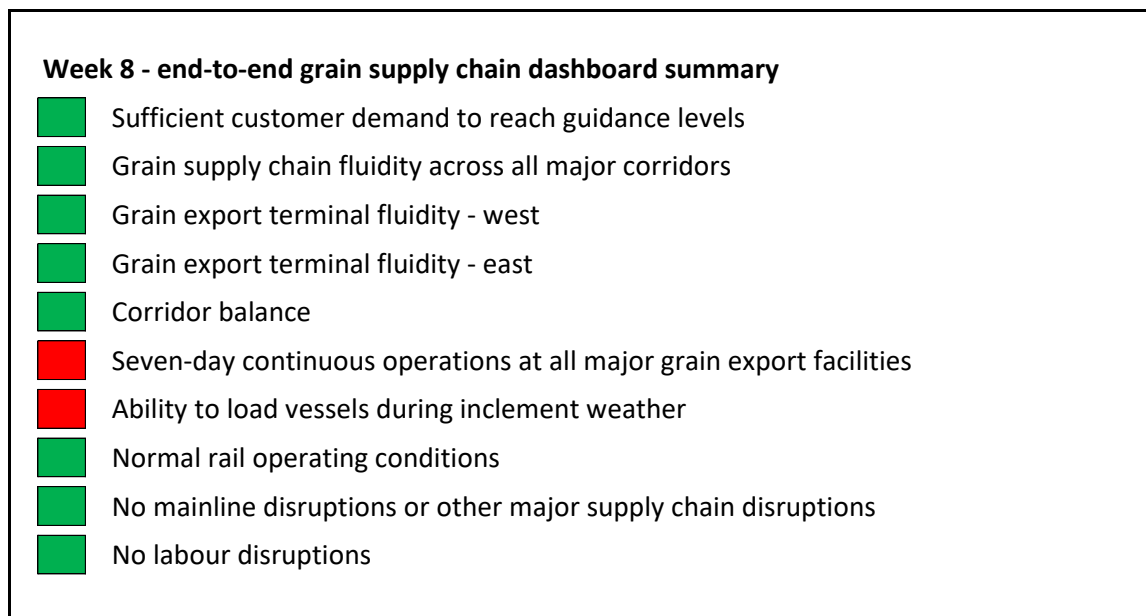 Week 8 - end-to-end grain supply chain dashboard summary
Sufficient customer demand to reach guidance levels
Grain supply chain fluidity across all major corridors
Grain export terminal fluidity - west
Grain export terminal fluidity - east
Corridor balance
Seven-day continuous operations at all major grain export facilities
Ability to load vessels during inclement weather
Normal rail operating conditions
No mainline disruptions or other major supply chain disruptions
No labour disruptions